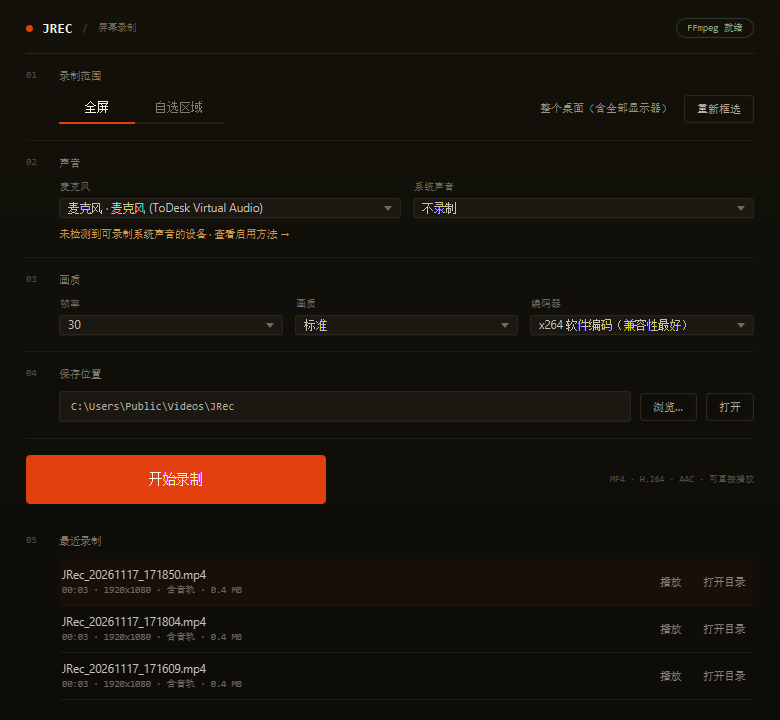 JREC / 屏幕录制 FFmpeg 就绪
01 录制范围
全屏 自选区域 整个桌面（含全部显示器） 重新框选
02 声音
麦克风 系统声音
麦克风 · 麦克风 (ToDesk Virtual Audio) 不录制
未检测到可录制系统声音的设备 · 查看启用方法 →
03 画质
帧率 画质 编码器
30 标准 x264 软件编码（兼容性最好）
04 保存位置
C:\Users\Public\Videos\JRec 浏览… 打开
开始录制 MP4 · H.264 · AAC · 可直接播放
05 最近录制
JRec_20261117_171850.mp4
00:03 · 1920x1080 · 含音轨 · 0.4 MB 播放 打开目录
JRec_20261117_171804.mp4
00:03 · 1920x1080 · 含音轨 · 0.4 MB 播放 打开目录
JRec_20261117_171609.mp4
00:03 · 1920x1080 · 含音轨 · 0.4 MB 播放 打开目录